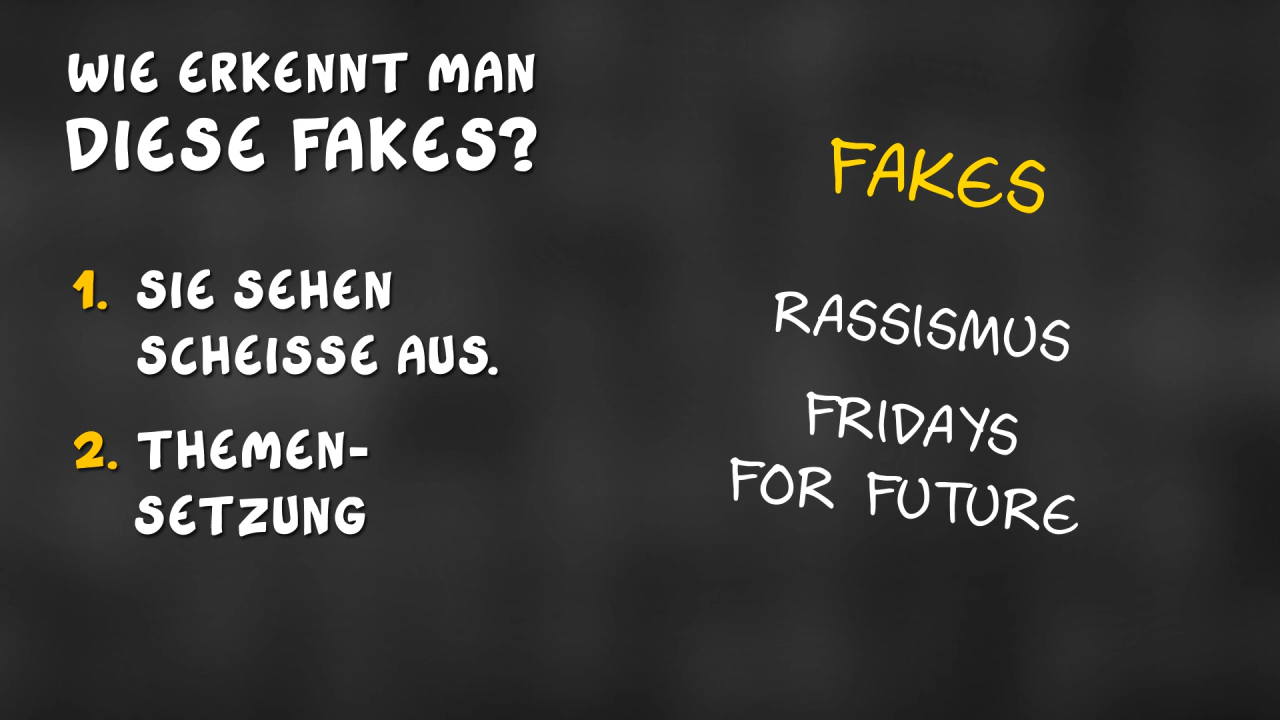 WIE ERKENNT MAN
DIESE FAKES?
1. SIE SEHEN
SCHEISSE AUS.
2. THEMEN-
SETZUNG
FAKES
RASSISMUS
FRIDAYS
FOR FUTURE